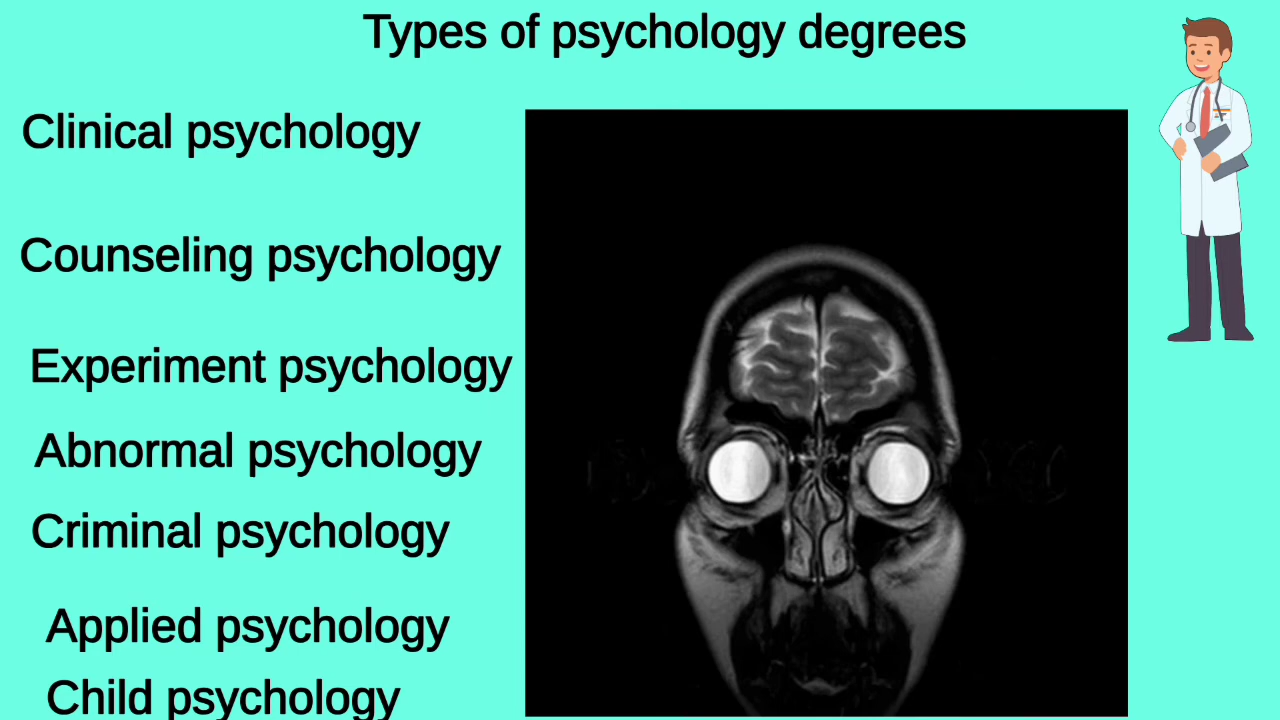 Types of psychology degrees
Clinical psychology
Counseling psychology
Experiment psychology
Abnormal psychology
Criminal psychology
Applied psychology
Child psychology